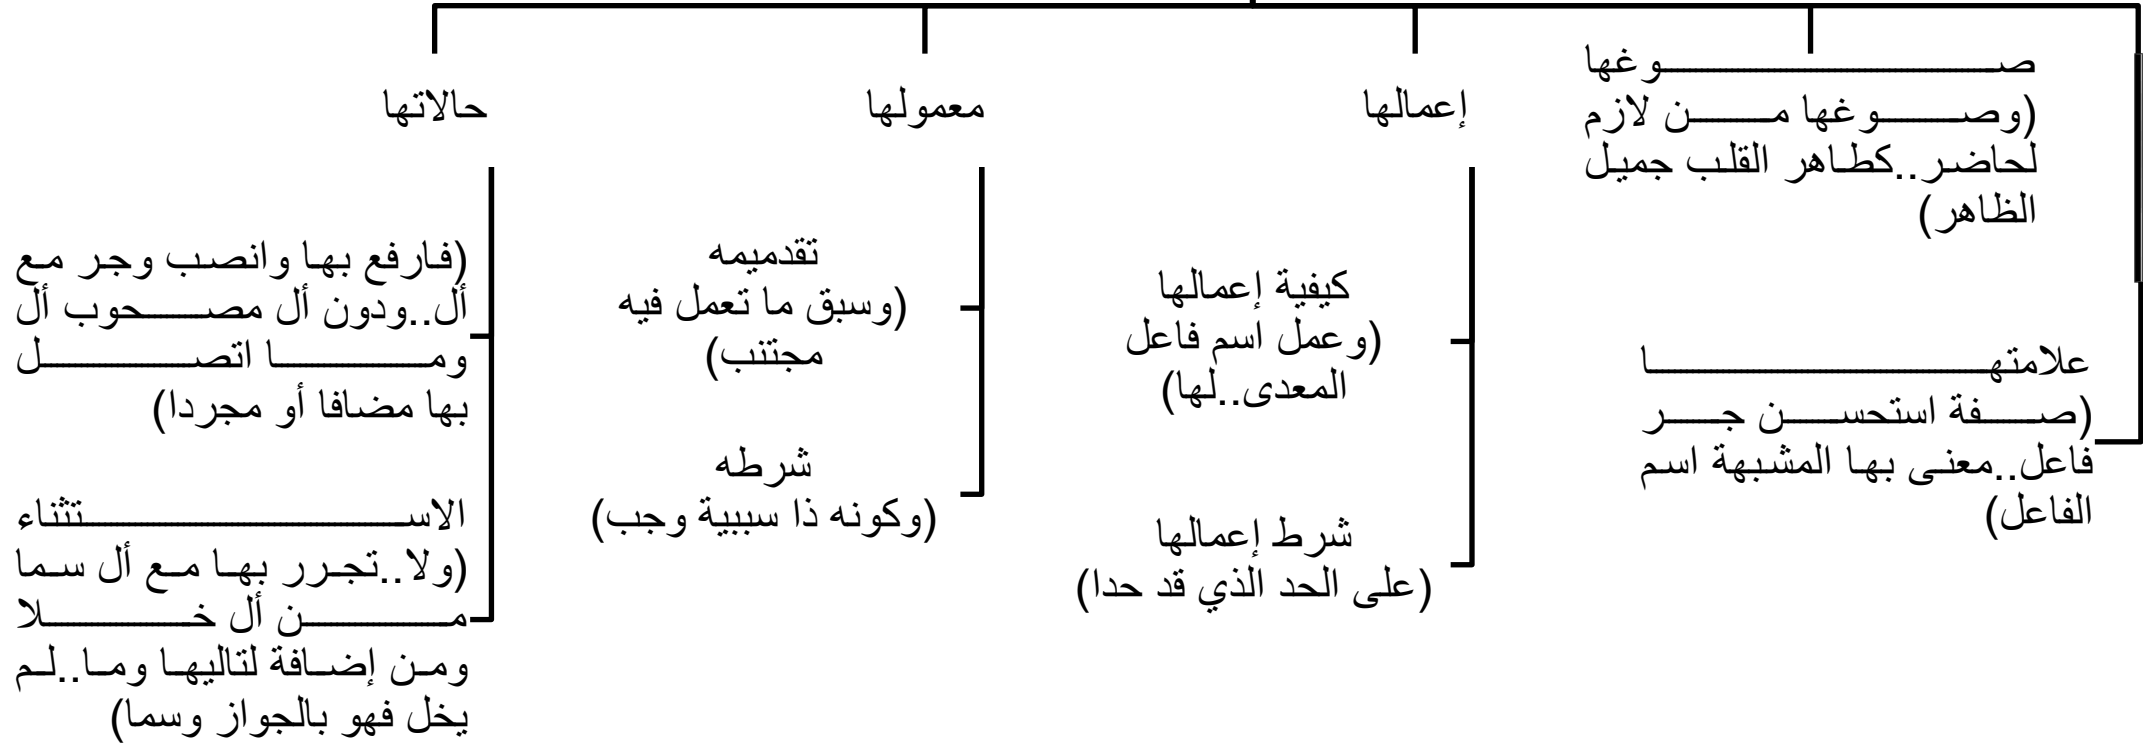 صوغها
(وصوغها من لازم
لحاضر..كطاهر القلب جميل
الظاهر)
علامتها
(صفة استحسن جر
فاعل..معنى بها المشبهة اسم
الفاعل)
إعمالها
كيفية إعمالها
(وعمل اسم فاعل
المعدى..لها)
شرط إعمالها
(على الحد الذي قد حدا)
معمولها
تقدميمه
(وسبق ما تعمل فيه
مجتنب)
شرطه
(وكونه ذا سببية وجب)
حالاتها
(فارفع بها وانصب وجر مع
أل..ودون أل مصحوب أل
وما اتصل
بها مضافا أو مجردا)
الاستثناء
(ولا..تجرر بها مع أل سما
من أل خلا
ومن إضافة لتاليها وما..لم
يخل فهو بالجواز وسما)